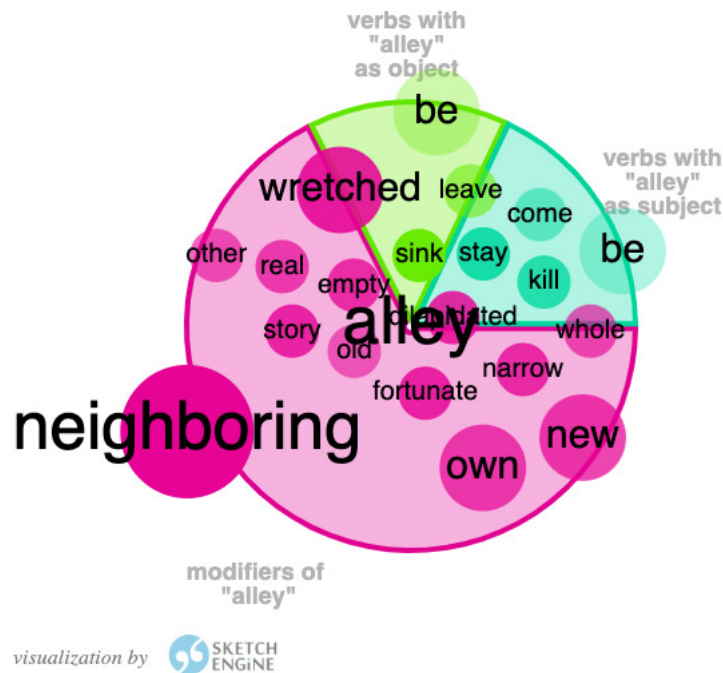 verbs with
"alley"
as object
be
verbs with
"alley"
as subject
wretched
leave
come
other
real
sink
stay
be
empty
kill
story
alley
dilapidated
whole
old
fortunate
narrow
neighboring
own
new
modifiers of
"alley"
visualization by
SKETCH
ENGINE